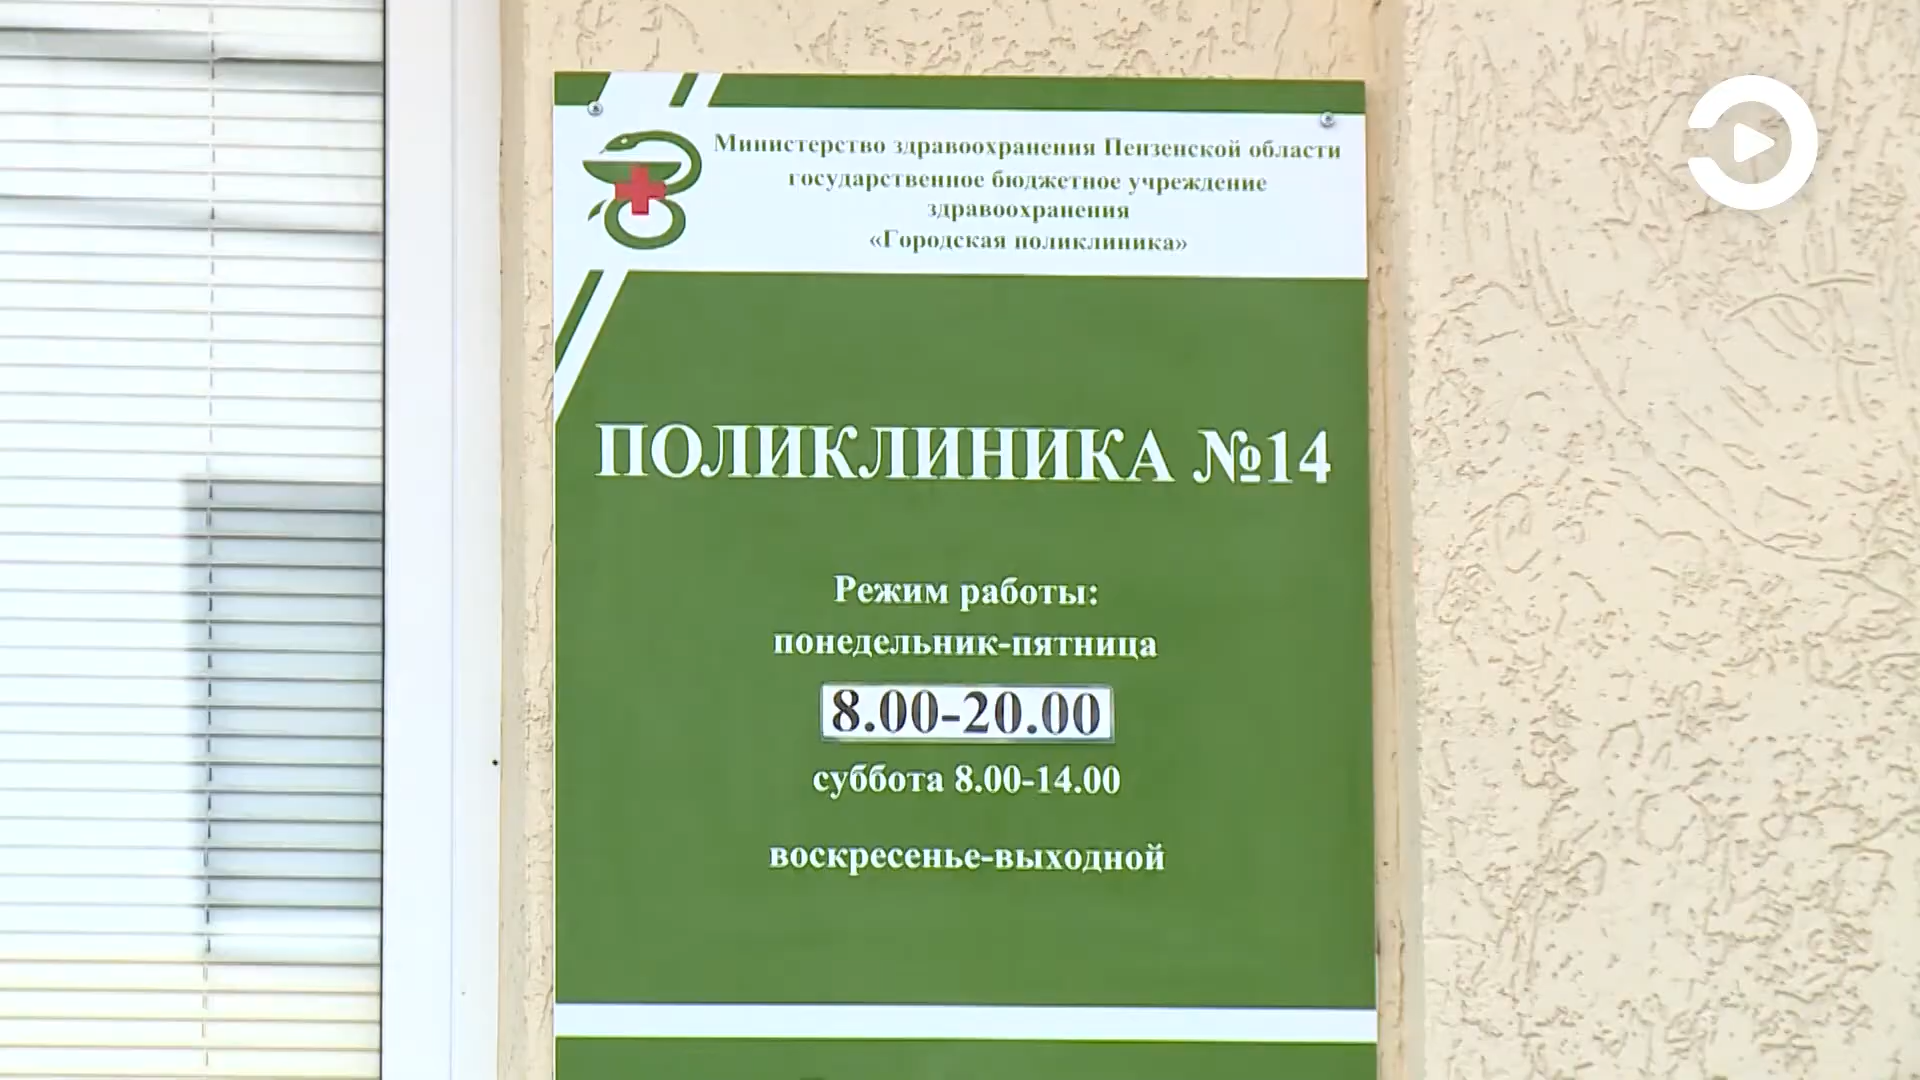 Министерство здравоохранения Пензенской области
государственное бюджетное учреждение
здравоохранения
«Городская поликлиника»
ПОЛИКЛИНИКА №14
Режим работы:
понедельник-пятница
8.00-20.00
суббота 8.00-14.00
воскресенье-выходной